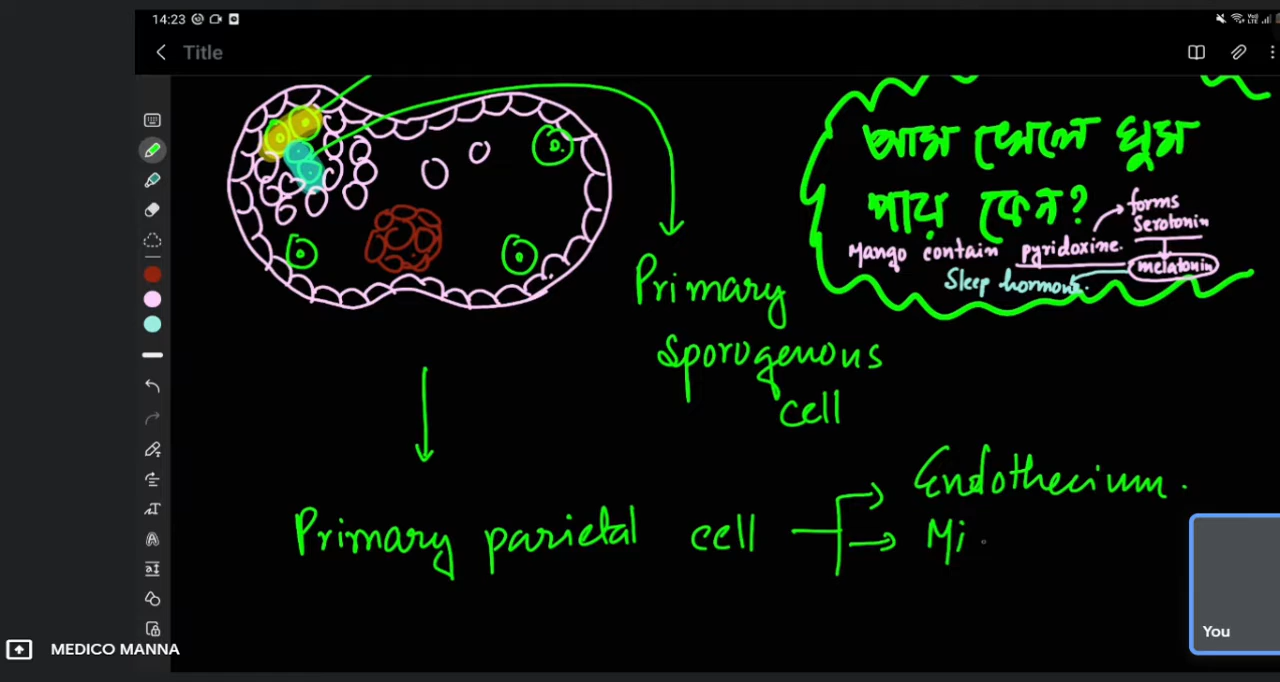 14:23
Title
আম খেলে ঘুম
পায় কেন?
Mango contain pyridoxine.
forms
Serotonin
melatonin
Sleep hormone.
Primary
sporogenous
cell
Primary parietal cell
Endothecium.
Mi
You
MEDICO MANNA